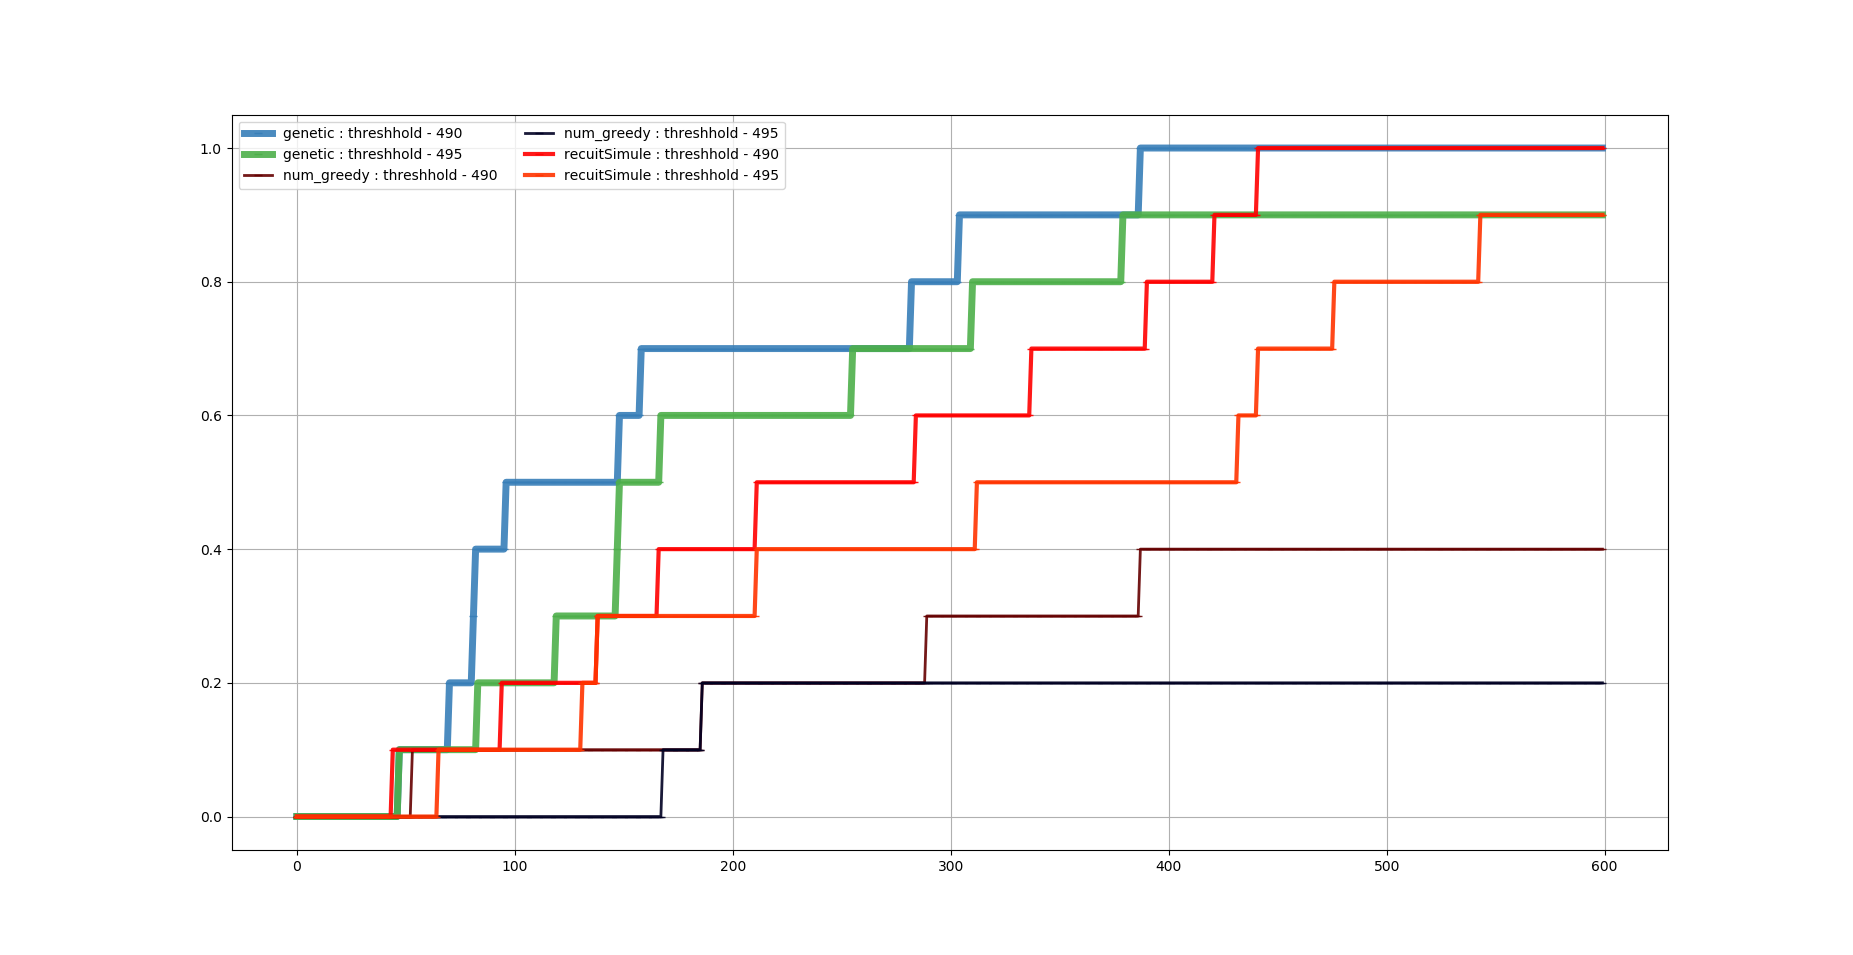 genetic : threshhold - 490
genetic : threshhold - 495
num_greedy : threshhold - 490
num_greedy : threshhold - 495
recuitSimule : threshhold - 490
recuitSimule : threshhold - 495
1.0
0.8
0.6
0.4
0.2
0.0
0 100 200 300 400 500 600